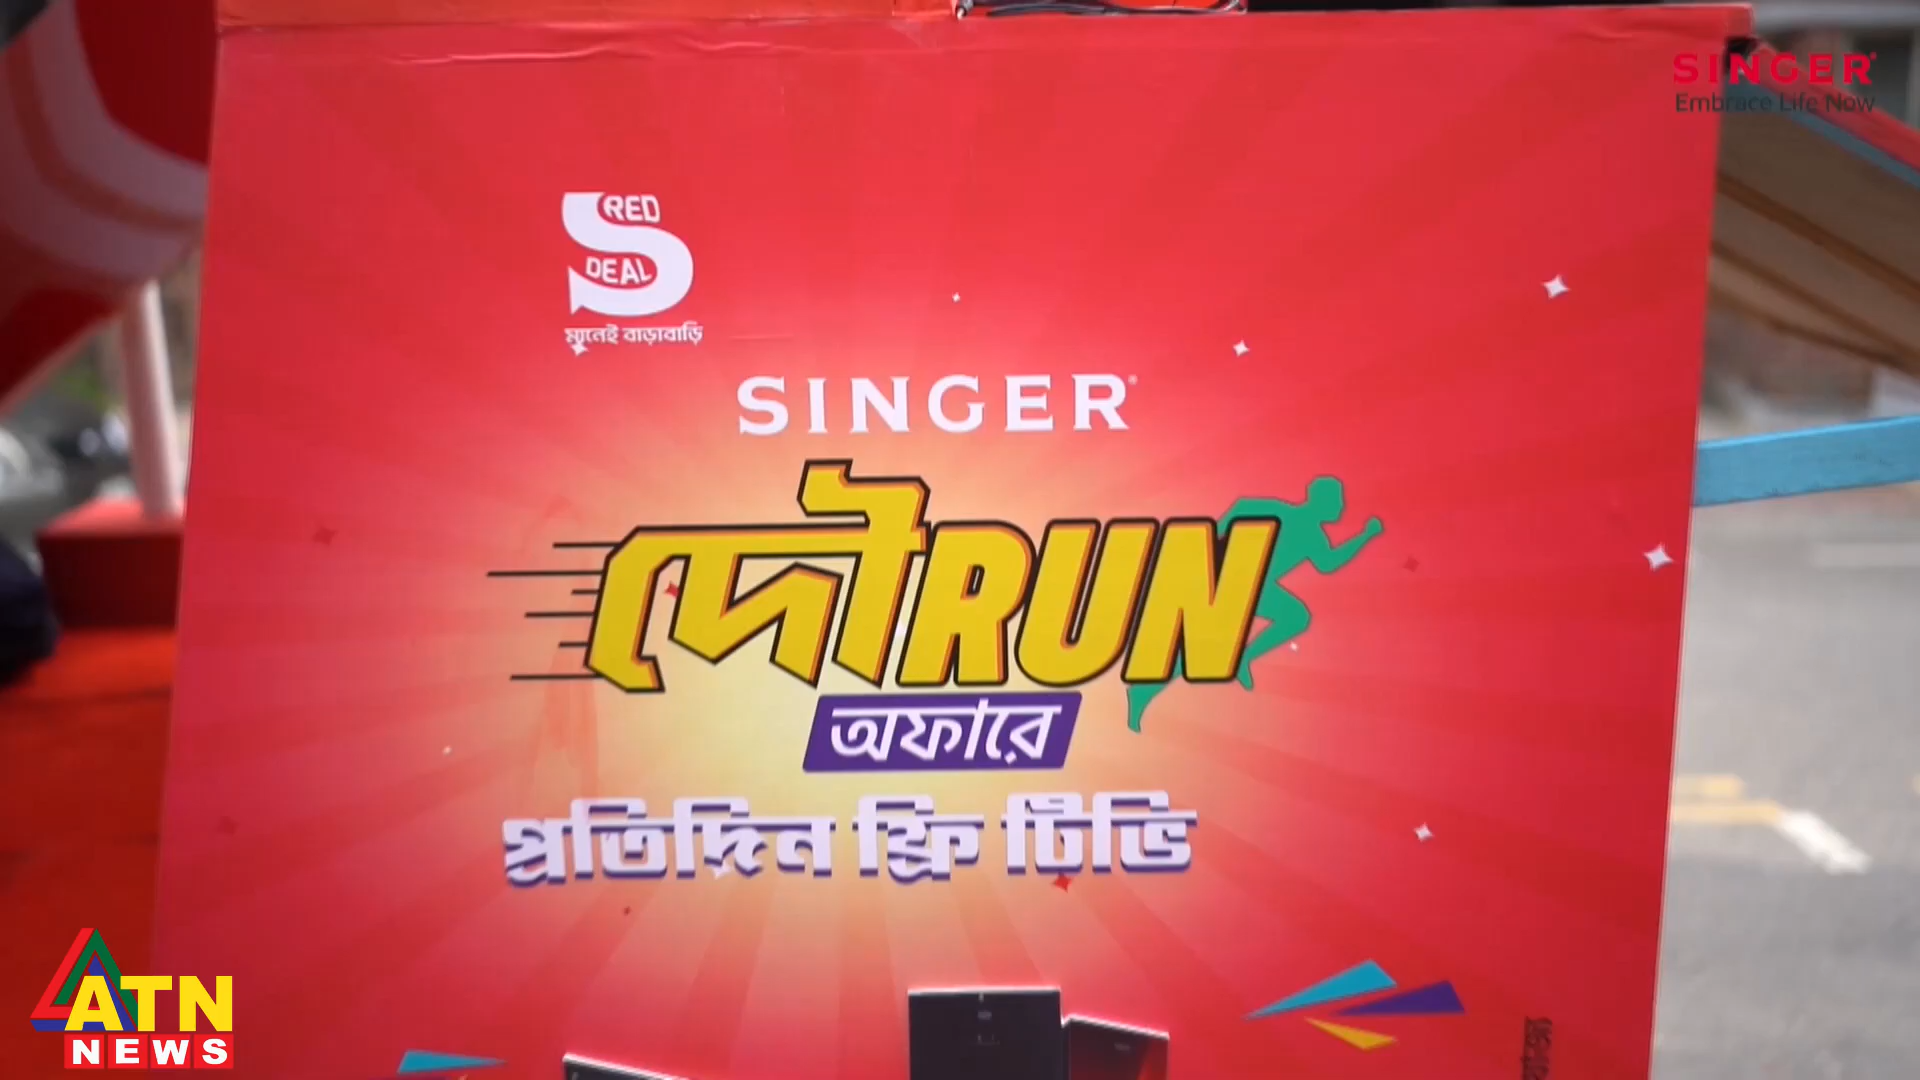 SINGER
Embrace Life Now
RED
DEAL
মানেই বাড়াবাড়ি
SINGER
দৌRUN
অফারে
প্রতিদিন ফ্রি টিভি
ATN
NEWS